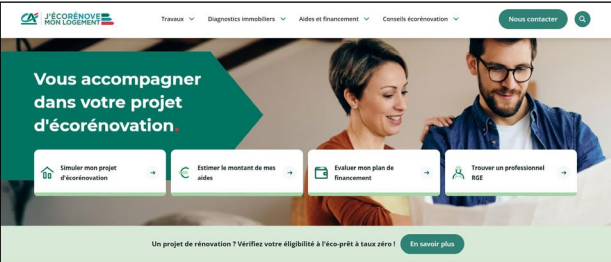 J'ÉCORÉNOVE
MON LOGEMENT
Travaux
Diagnostics immobiliers
Aides et financement
Conseils écorénovation
Nous contacter
Vous accompagner
dans votre projet
d'écorénovation.
Simuler mon projet
d'écorénovation
Estimer le montant de mes
aides
Evaluer mon plan de
financement
Trouver un professionnel
RGE
Un projet de rénovation ? Vérifiez votre éligibilité à l'éco-prêt à taux zéro !
En savoir plus